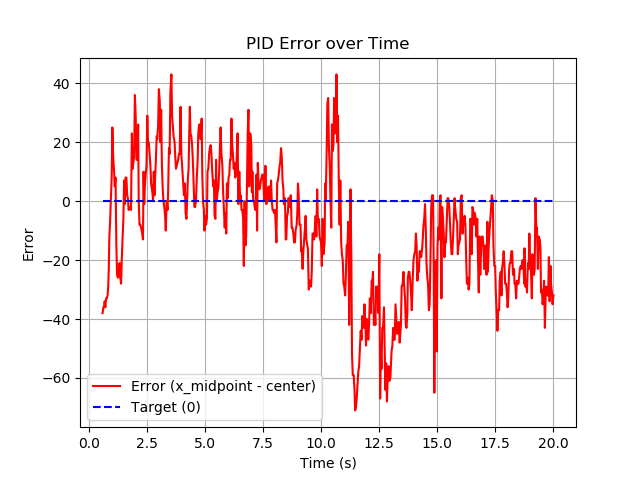 PID Error over Time
Error
40
20
0
−20
−40
−60
Error (x_midpoint - center)
Target (0)
0.0 2.5 5.0 7.5 10.0 12.5 15.0 17.5 20.0
Time (s)